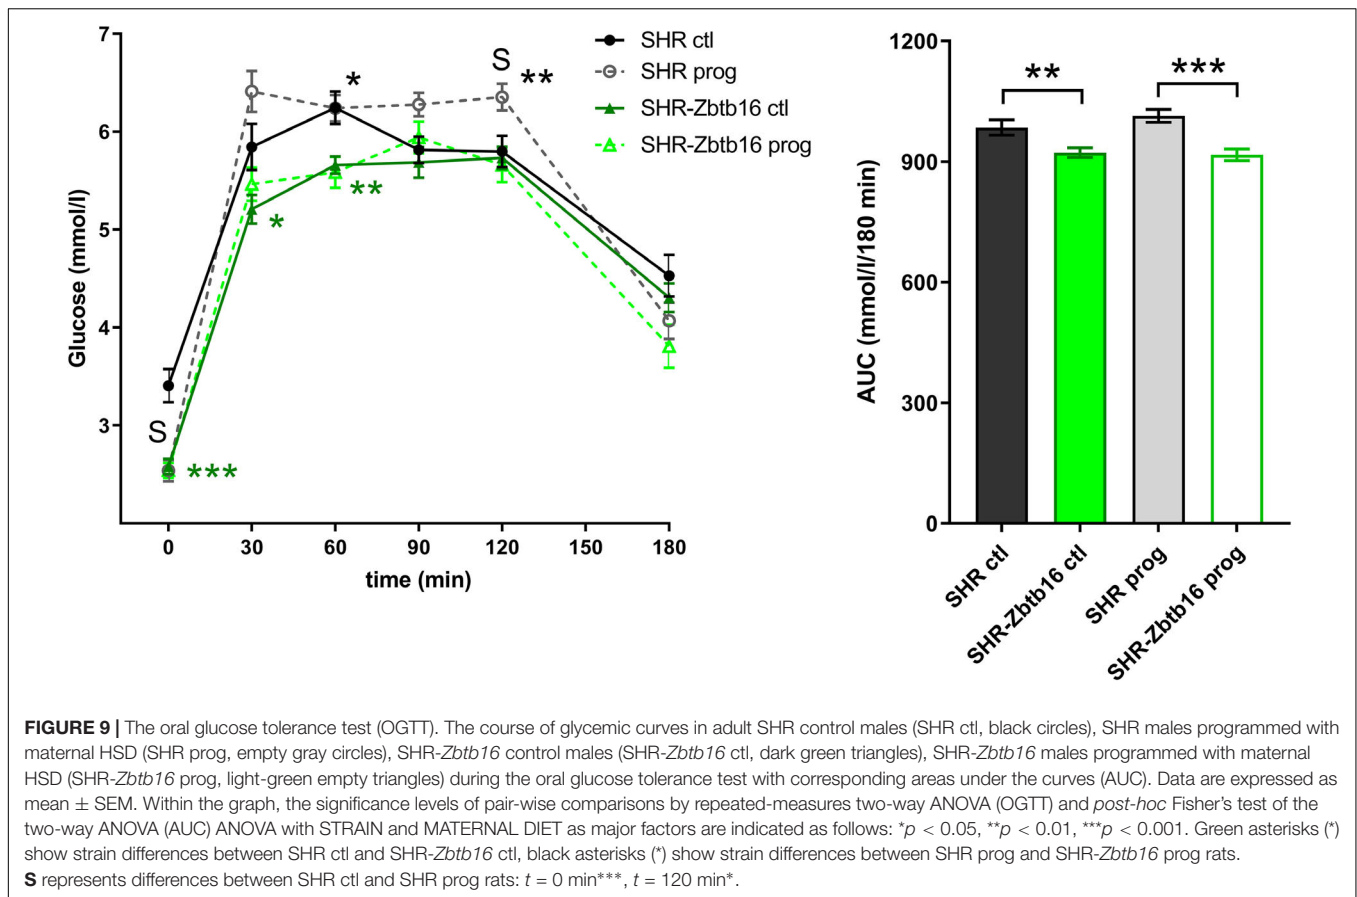 7
6
5
4
3
Glucose (mmol/l)
0 30 60 90 120 150 180
time (min)
S
***
*
*
**
S
**
SHR ctl
SHR prog
SHR-Zbtb16 ctl
SHR-Zbtb16 prog
1200
900
600
300
0
AUC (mmol/l/180 min)
**
***
SHR ctl
SHR-Zbtb16 ctl
SHR prog
SHR-Zbtb16 prog
FIGURE 9 | The oral glucose tolerance test (OGTT). The course of glycemic curves in adult SHR control males (SHR ctl, black circles), SHR males programmed with
maternal HSD (SHR prog, empty gray circles), SHR-Zbtb16 control males (SHR-Zbtb16 ctl, dark green triangles), SHR-Zbtb16 males programmed with maternal
HSD (SHR-Zbtb16 prog, light-green empty triangles) during the oral glucose tolerance test with corresponding areas under the curves (AUC). Data are expressed as
mean ± SEM. Within the graph, the significance levels of pair-wise comparisons by repeated-measures two-way ANOVA (OGTT) and post-hoc Fisher's test of the
two-way ANOVA (AUC) ANOVA with STRAIN and MATERNAL DIET as major factors are indicated as follows: *p < 0.05, **p < 0.01, ***p < 0.001. Green asterisks (*)
show strain differences between SHR ctl and SHR-Zbtb16 ctl, black asterisks (*) show strain differences between SHR prog and SHR-Zbtb16 prog rats.
S represents differences between SHR ctl and SHR prog rats: t = 0 min***, t = 120 min*.